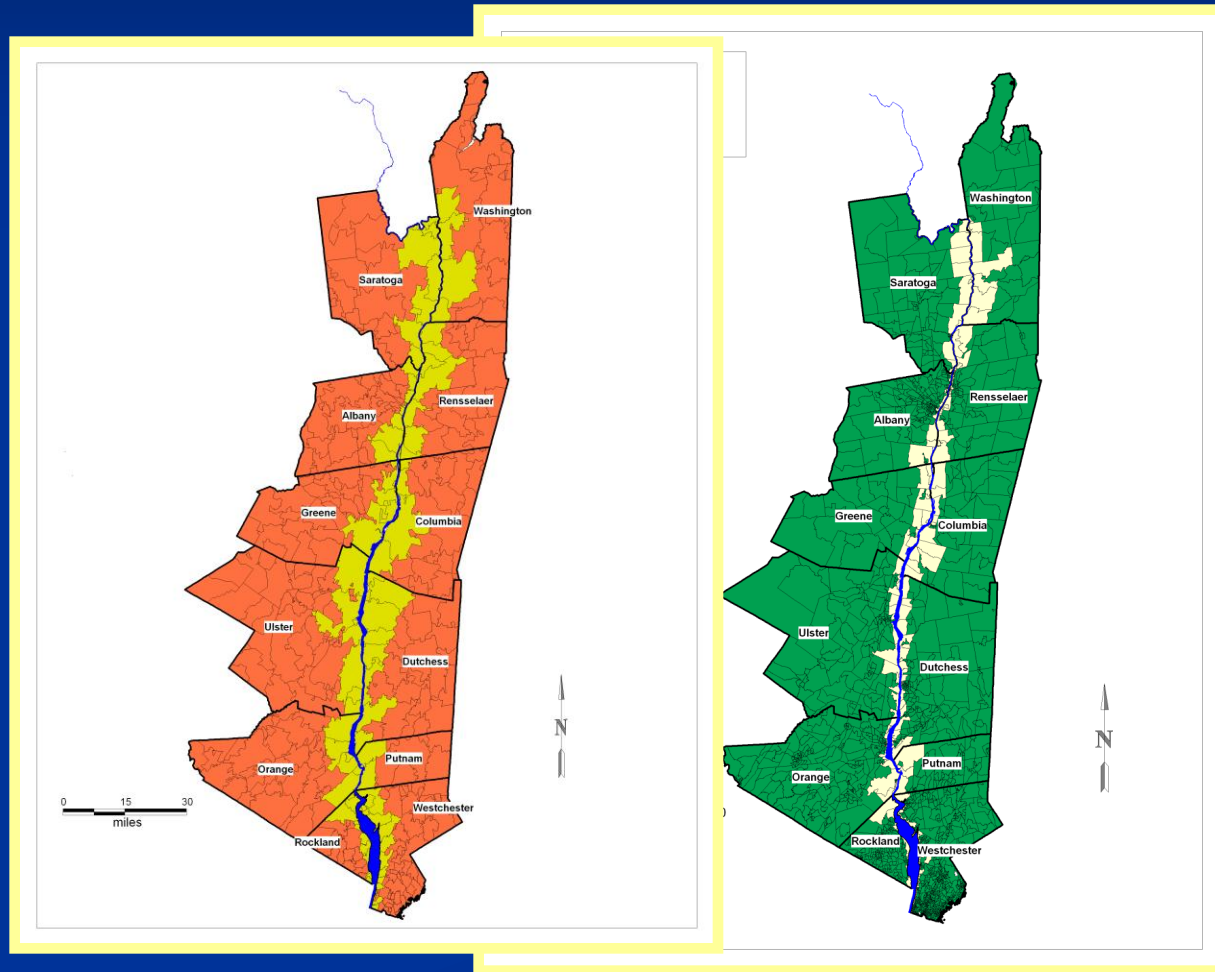 Washington
Saratoga
Rensselaer
Albany
Greene
Columbia
Ulster
Dutchess
Orange
Putnam
Westchester
Rockland
0 15 30
miles
N
Washington
Saratoga
Rensselaer
Albany
Greene
Columbia
Ulster
Dutchess
Orange
Putnam
Rockland
Westchester
N